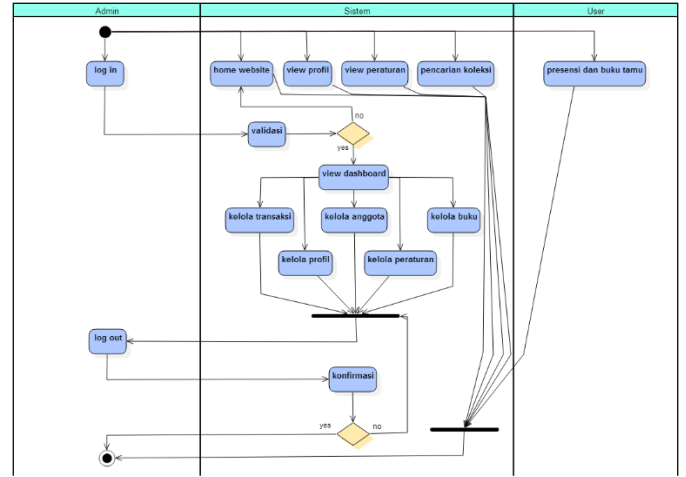 Admin
Sistem
User
log in
home website
view profil
view peraturan
pencarian koleksi
presensi dan buku tamu
no
validasi
yes
view dashboard
kelola transaksi
kelola anggota
kelola buku
kelola profil
kelola peraturan
log out
konfirmasi
yes
no